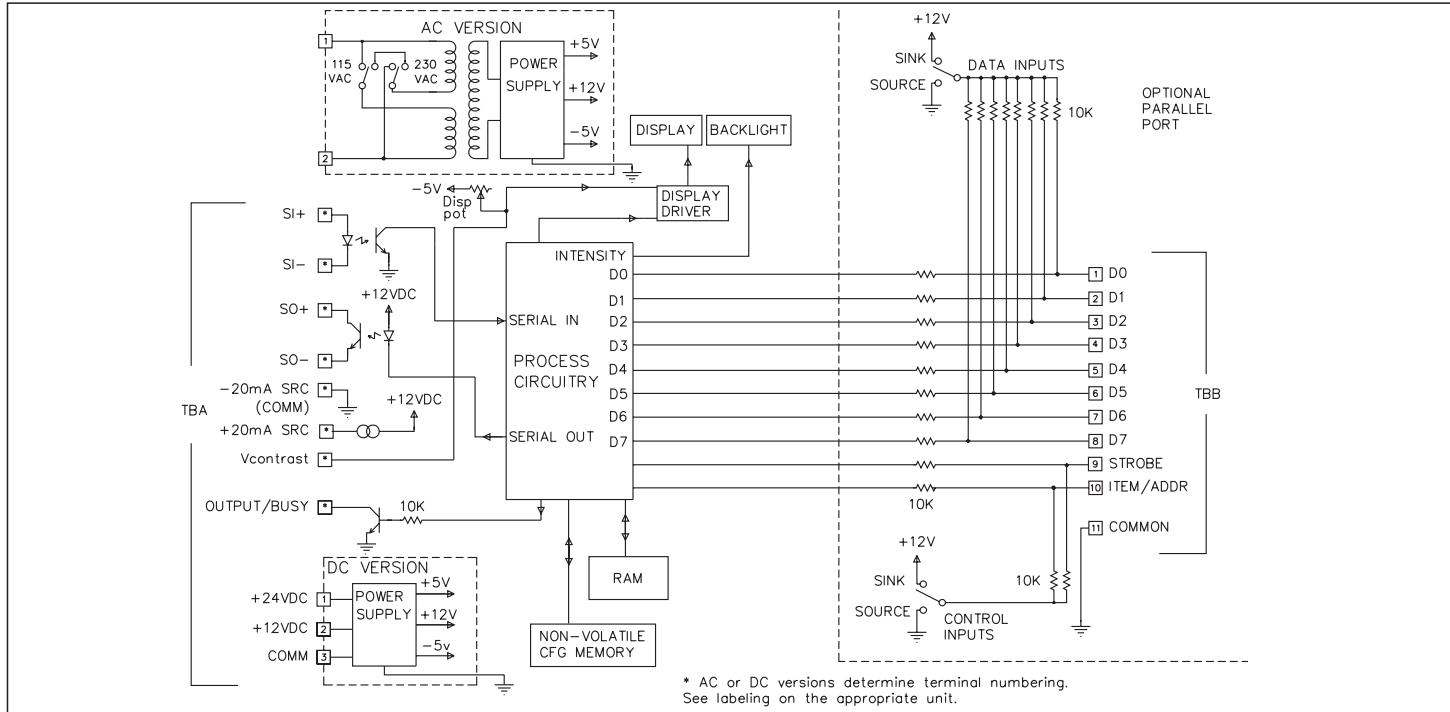 AC VERSION
1
115
VAC
230
VAC
2
POWER
SUPPLY
+5V
+12V
-5V
DISPLAY
BACKLIGHT
-5V
Disp
pot
DISPLAY
DRIVER
TBA
SI+ *
SI- *
SO+ *
SO- *
+12VDC
-20mA SRC *
(COMM)
+12VDC
+20mA SRC *
Vcontrast *
OUTPUT/BUSY *
10K
INTENSITY
D0
D1
D2
D3
D4
D5
D6
D7
SERIAL IN
PROCESS
CIRCUITRY
SERIAL OUT
DC VERSION
+24VDC 1
+12VDC 2
COMM 3
POWER
SUPPLY
+5V
+12V
-5v
RAM
NON-VOLATILE
CFG MEMORY
+12V
SINK
SOURCE
DATA INPUTS
10K
OPTIONAL
PARALLEL
PORT
1 D0
2 D1
3 D2
4 D3
5 D4
6 D5
7 D6
8 D7
9 STROBE
10 ITEM/ADDR
11 COMMON
TBB
10K
+12V
SINK
SOURCE
10K
CONTROL
INPUTS
* AC or DC versions determine terminal numbering.
See labeling on the appropriate unit.